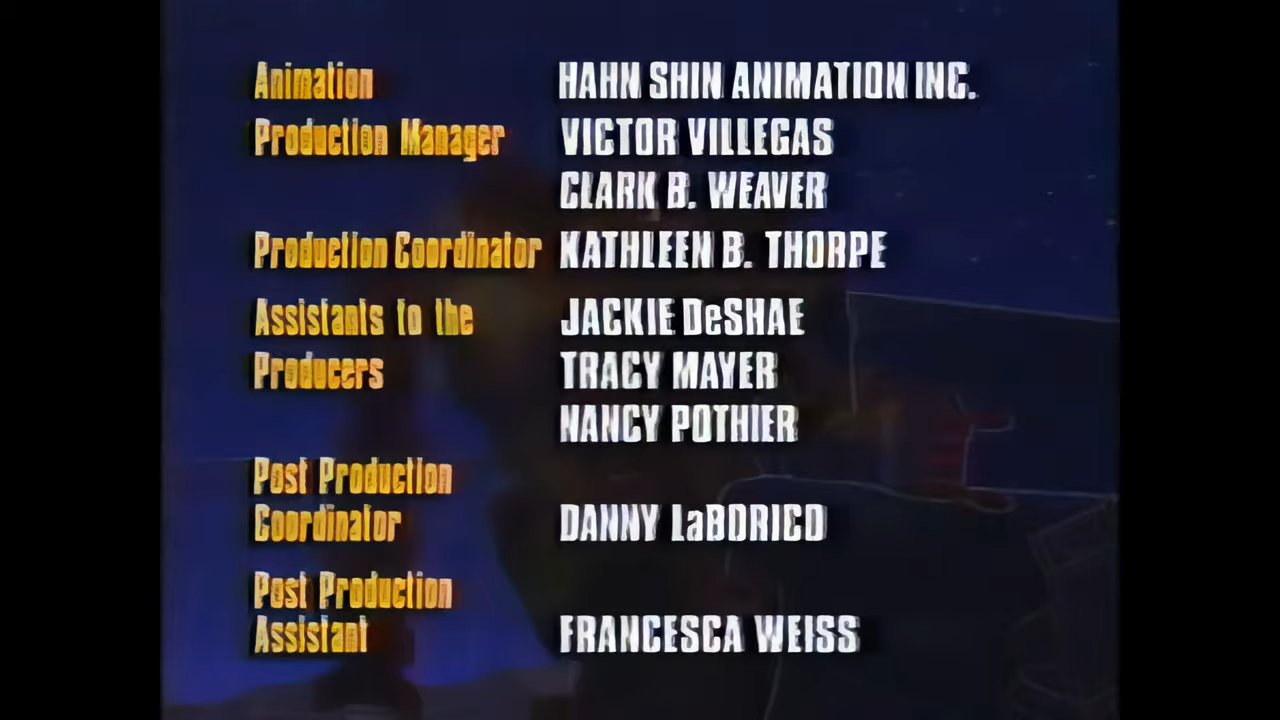 Animation HAHN SHIN ANIMATION INC.
Production Manager VICTOR VILLEGAS
CLARK B. WEAVER
Production Coordinator KATHLEEN B. THORPE
Assistants to the JACKIE DeSHAE
Producers TRACY MAYER
NANCY POTHIER
Post Production
Coordinator DANNY LaBORICO
Post Production
Assistant FRANCESCA WEISS